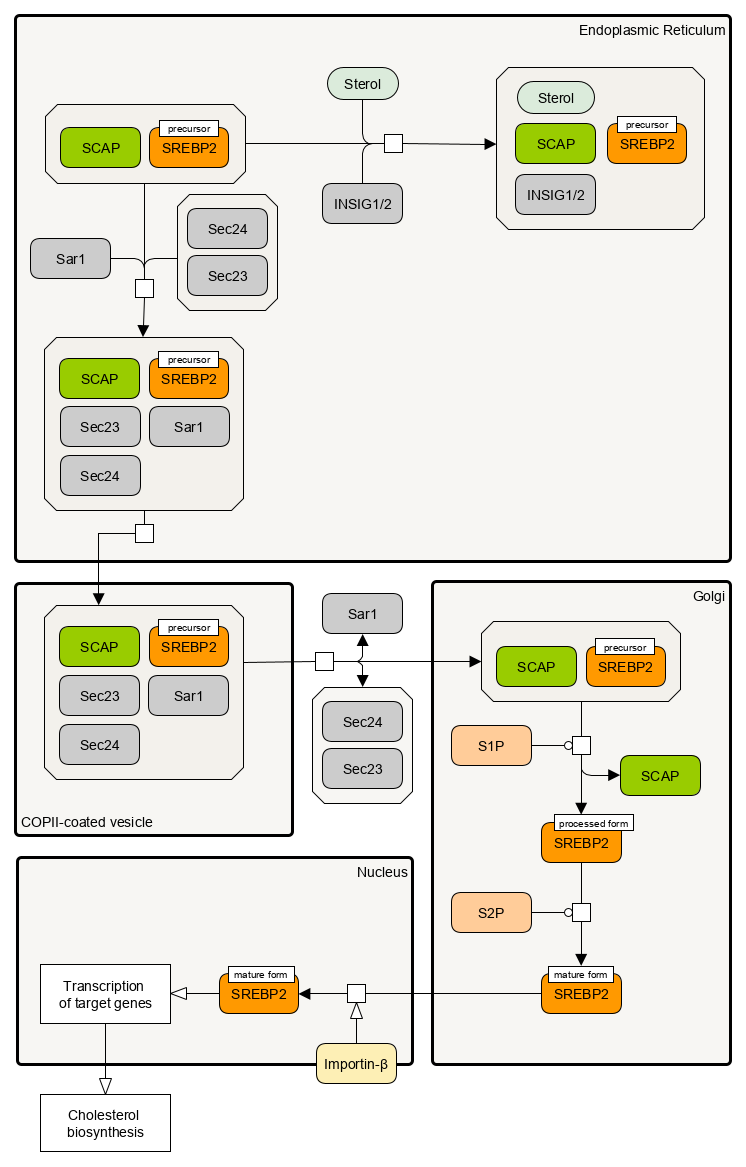 Endoplasmic Reticulum
Sterol
Sterol
precursor
SCAP
SREBP2
precursor
SCAP
SREBP2
INSIG1/2
INSIG1/2
Sec24
Sar1
Sec23
precursor
SCAP
SREBP2
Sec23
Sar1
Sec24
Golgi
Sar1
precursor
SCAP
SREBP2
precursor
SCAP
SREBP2
Sec23
Sar1
Sec24
Sec24
Sec23
COPII-coated vesicle
S1P
SCAP
processed form
SREBP2
Nucleus
S2P
mature form
SREBP2
mature form
SREBP2
Transcription
of target genes
Importin-β
Cholesterol
biosynthesis